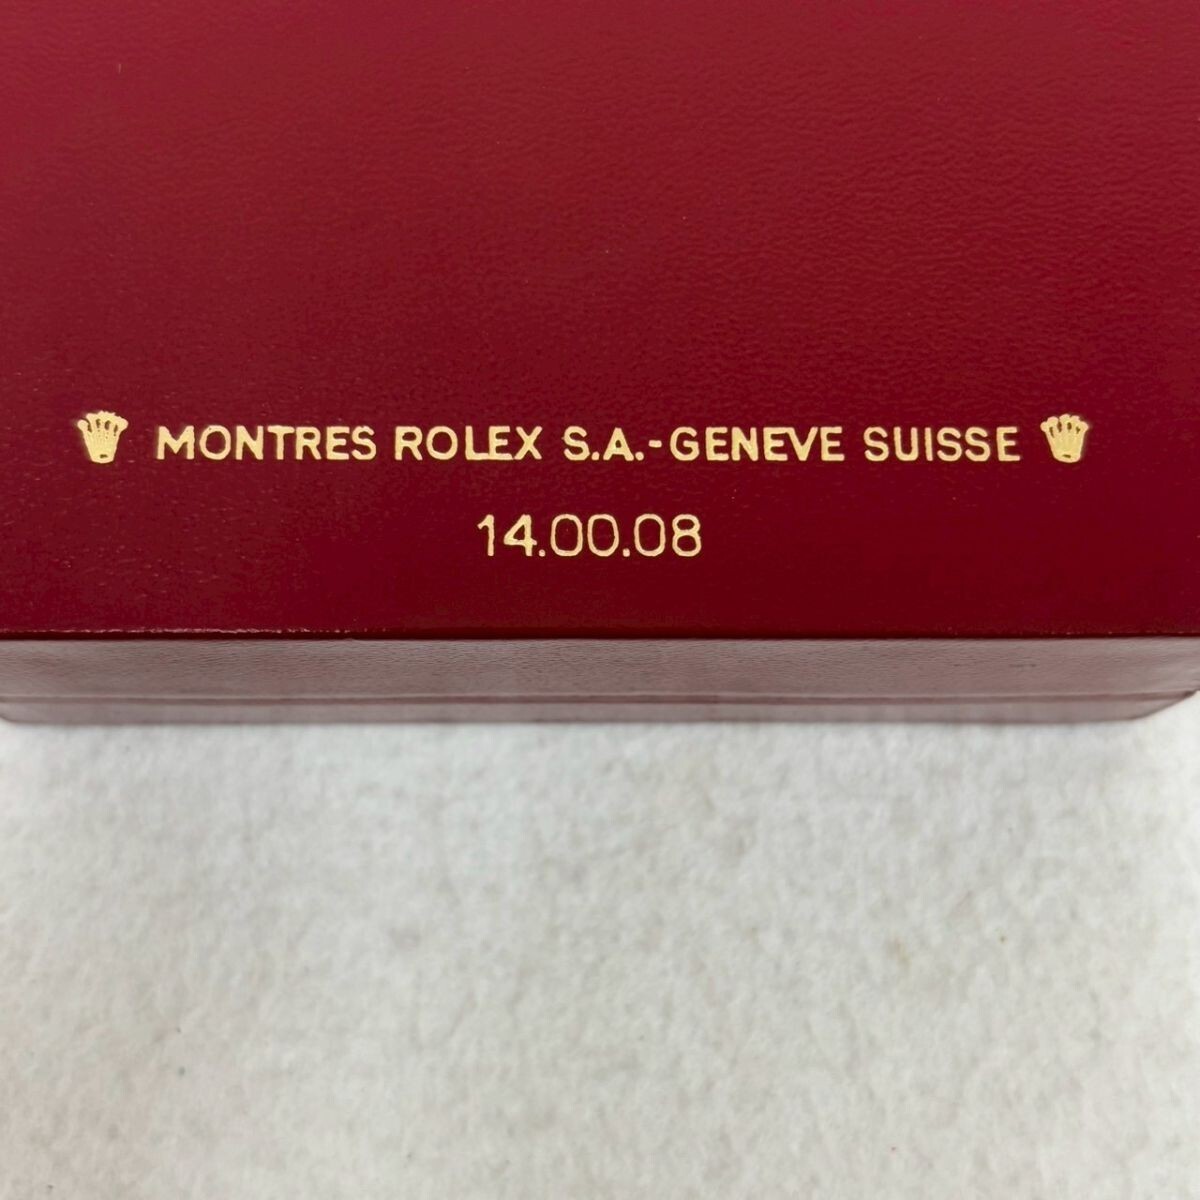 MONTRES ROLEX S.A.-GENEVE SUISSE
14.00.08